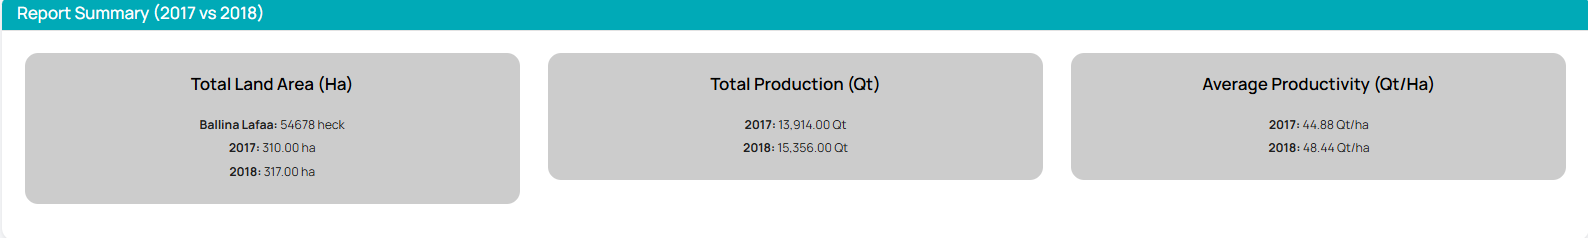 Report Summary (2017 vs 2018)
Total Land Area (Ha)
Ballina Lafaa: 54678 heck
2017: 310.00 ha
2018: 317.00 ha
Total Production (Qt)
2017: 13,914.00 Qt
2018: 15,356.00 Qt
Average Productivity (Qt/Ha)
2017: 44.88 Qt/ha
2018: 48.44 Qt/ha